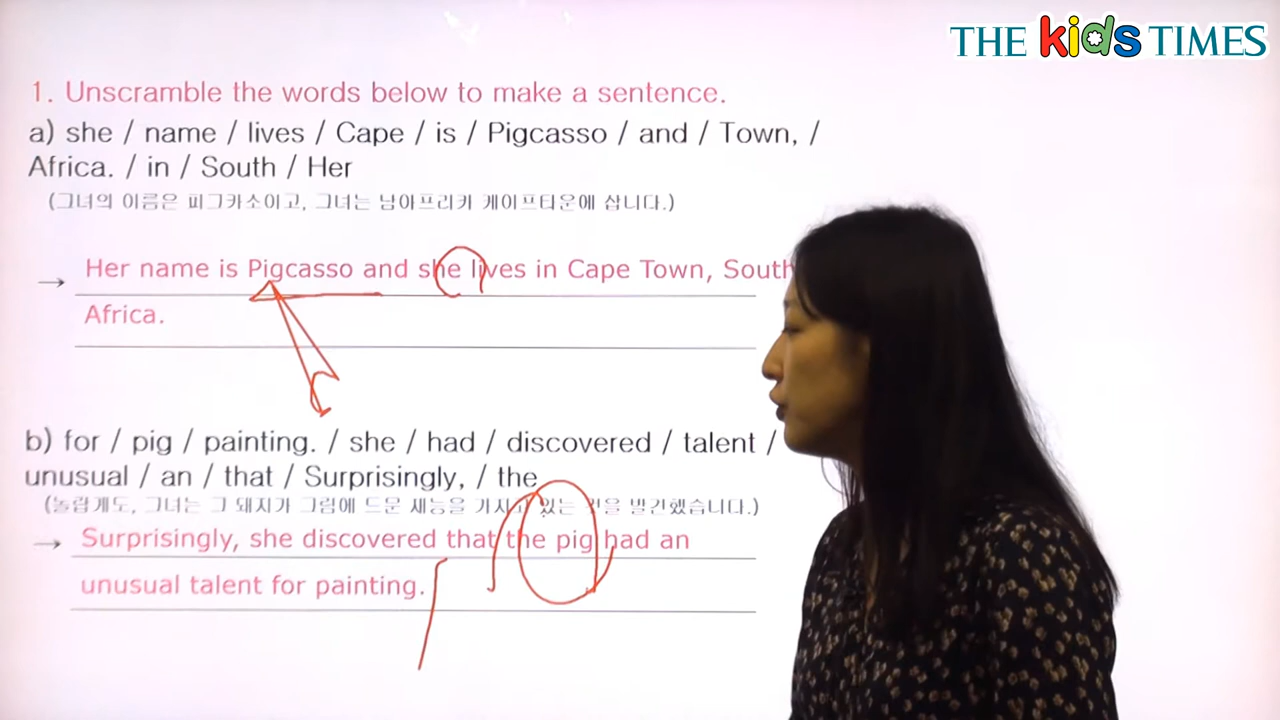 THE kids TIMES
1. Unscramble the words below to make a sentence.
a) she / name / lives / Cape / is / Pigcasso / and / Town, /
Africa. / in / South / Her
(그녀의 이름은 피그카소이고, 그녀는 남아프리카 케이프타운에 삽니다.)
→ Her name is Pigcasso and she lives in Cape Town, South
Africa.
b) for / pig / painting. / she / had / discovered / talent /
unusual / an / that / Surprisingly, / the
(놀랍게도, 그녀는 그 돼지가 그림에 드문 재능을 가지고 있는 것을 발견했습니다.)
→ Surprisingly, she discovered that the pig had an
unusual talent for painting.